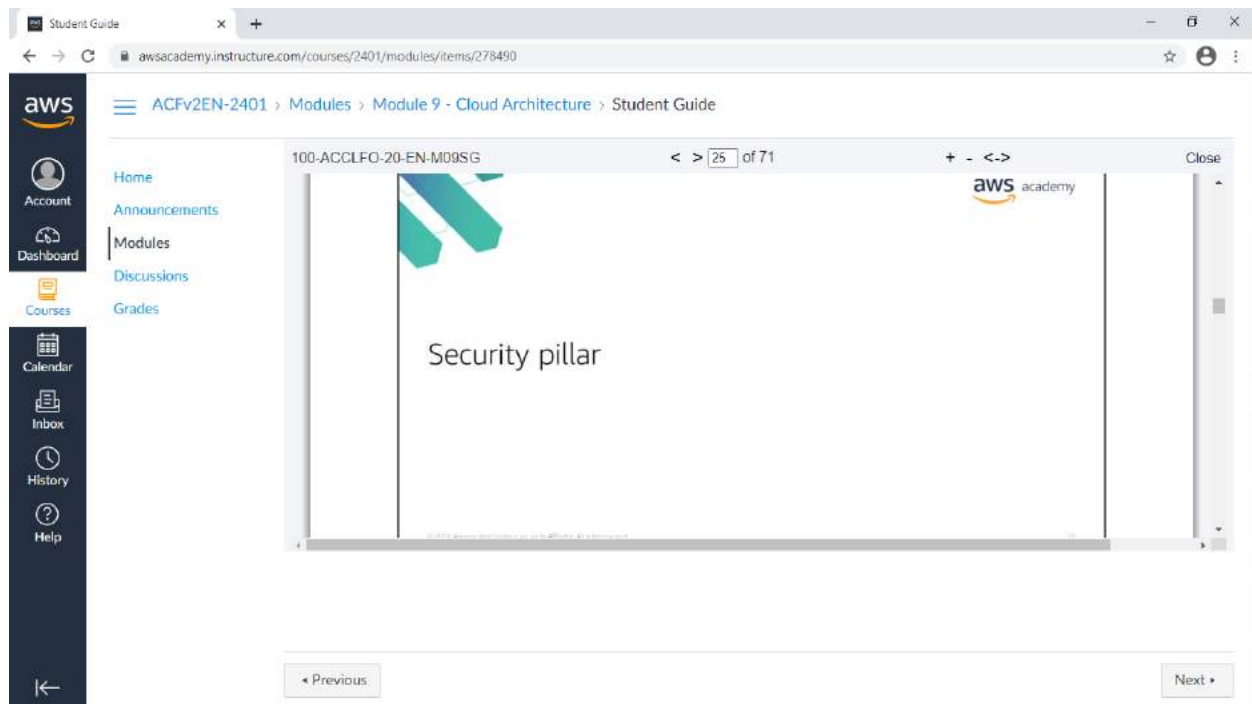 Student Guide
awsacademy.instructure.com/courses/2401/modules/items/278490
aws
ACFv2EN-2401 › Modules › Module 9 - Cloud Architecture › Student Guide
Account
Dashboard
Courses
Calendar
Inbox
History
Help
Home
Announcements
Modules
Discussions
Grades
100-ACCLFO-20-EN-M09SG
< > 25 of 71
+ - <->
Close
aws academy
Security pillar
◂ Previous
Next ▸